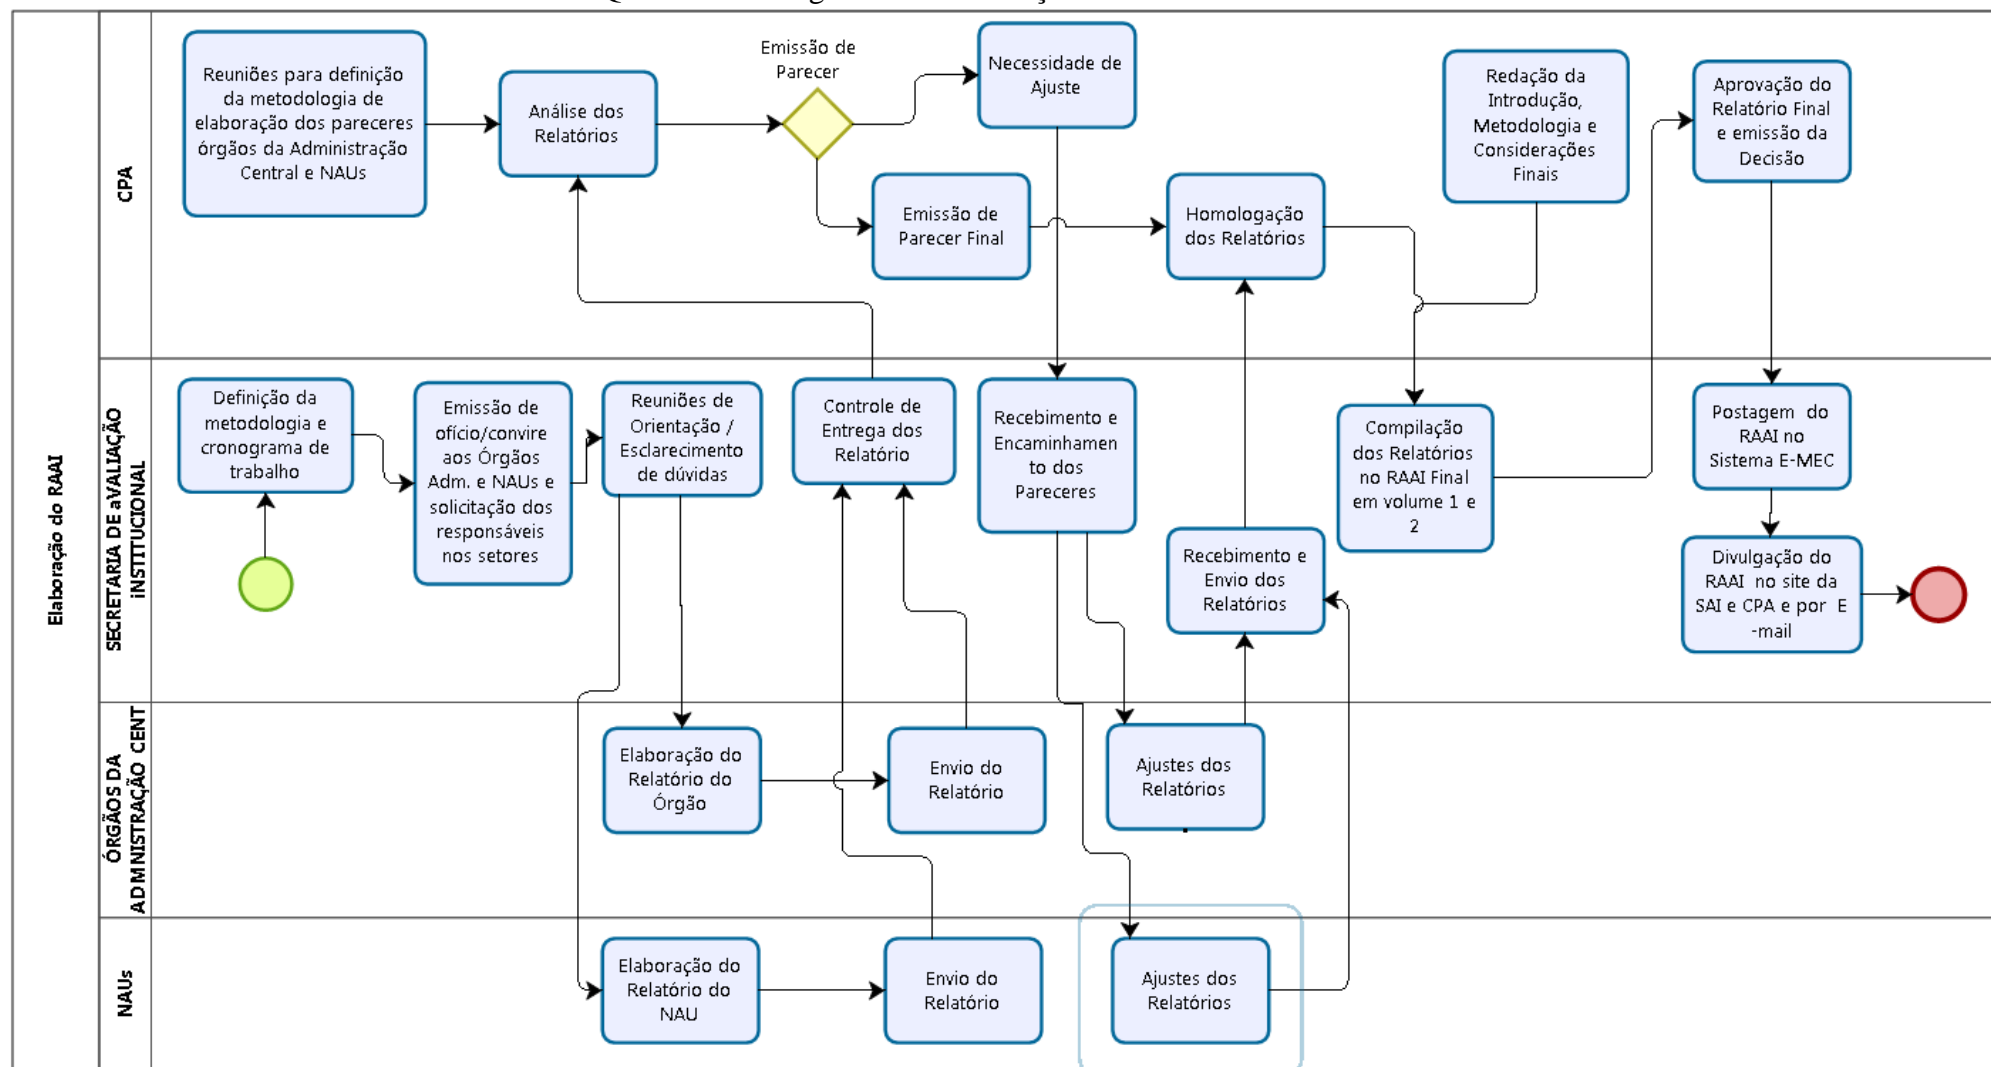 Elaboração do RAAI
CPA
Reuniões para definição
da metodologia de
elaboração dos pareceres
órgãos da Administração
Central e NAUs
Análise dos
Relatórios
Emissão de
Parecer
Necessidade de
Ajuste
Emissão de
Parecer Final
Homologação
dos Relatórios
Redação da
Introdução,
Metodologia e
Considerações
Finais
Aprovação do
Relatório Final
e emissão da
Decisão
SECRETARIA DE aVALIAÇÃO
iNSTITUCIONAL
Definição da
metodologia e
cronograma de
trabalho
Emissão de
ofício/convire
aos Órgãos
Adm. e NAUs e
solicitação dos
responsáveis
nos setores
Reuniões de
Orientação /
Esclarecimento
de dúvidas
Controle de
Entrega dos
Relatório
Recebimento e
Encaminhamen
to dos
Pareceres
Recebimento e
Envio dos
Relatórios
Compilação
dos Relatórios
no RAAI Final
em volume 1 e
2
Postagem do
RAAI no
Sistema E-MEC
Divulgação do
RAAI no site da
SAI e CPA e por E
-mail
ÓRGÃOS DA
ADMNISTRAÇÃO CENT
Elaboração do
Relatório do
Órgão
Envio do
Relatório
Ajustes dos
Relatórios
NAUs
Elaboração do
Relatório do
NAU
Envio do
Relatório
Ajustes dos
Relatórios